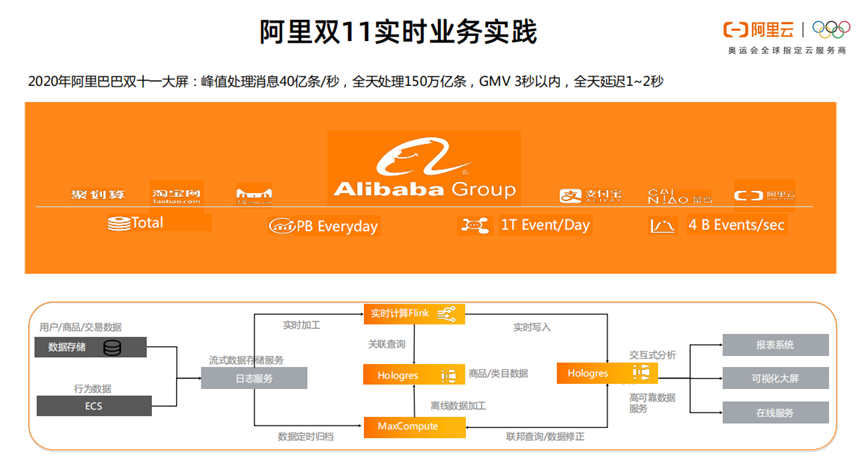 阿里双11实时业务实践
阿里云
奥运会全球指定云服务商
2020年阿里巴巴双十一大屏：峰值处理消息40亿条/秒，全天处理150万亿条，GMV 3秒以内，全天延迟1~2秒
Alibaba Group
聚划算
淘宝网
Taobao.com
支付宝
ALIPAY
CAI
NIAO 菜鸟
阿里云
Total
PB Everyday
1T Event/Day
4 B Events/sec
用户/商品/交易数据
数据存储
行为数据
ECS
流式数据存储服务
日志服务
实时加工
数据定时归档
实时计算Flink
关联查询
Hologres
商品/类目数据
离线数据加工
MaxCompute
实时写入
Hologres
联邦查询/数据修正
交互式分析
高可靠数据
服务
报表系统
可视化大屏
在线服务